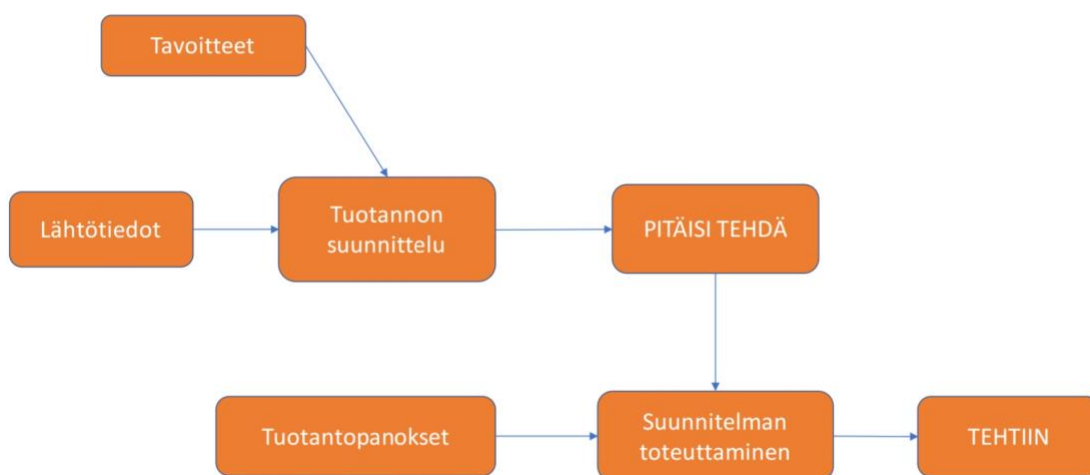 Tavoitteet
Lähtötiedot
Tuotannon
suunnittelu
PITÄISI TEHDÄ
Tuotantopanokset
Suunnitelman
toteuttaminen
TEHTIIN